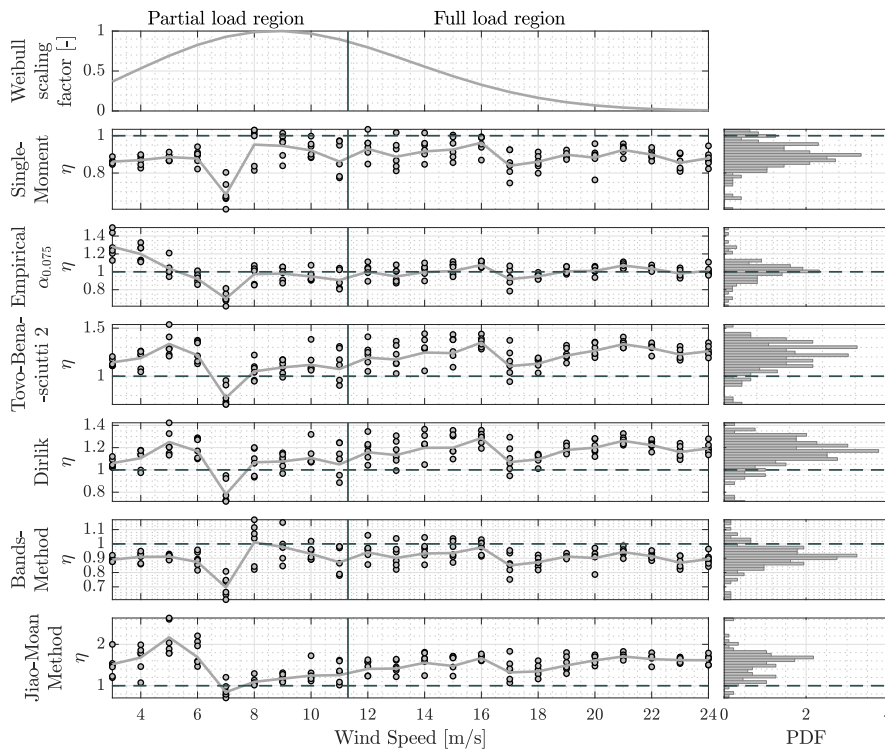 Partial load region
Full load region
Weibull
scaling
factor [-]
1
0.5
0
Single-
Moment
η
1
0.8
Empirical
α0.075
η
1.4
1.2
1
0.8
Tovo-Bena-
-sciutti 2
η
1.5
1
Dirlik
η
1.4
1.2
1
0.8
Bands-
Method
η
1.1
1
0.9
0.8
0.7
Jiao-Moan
Method
η
2
1
4 6 8 10 12 14 16 18 20 22 24
Wind Speed [m/s]
0 2
PDF